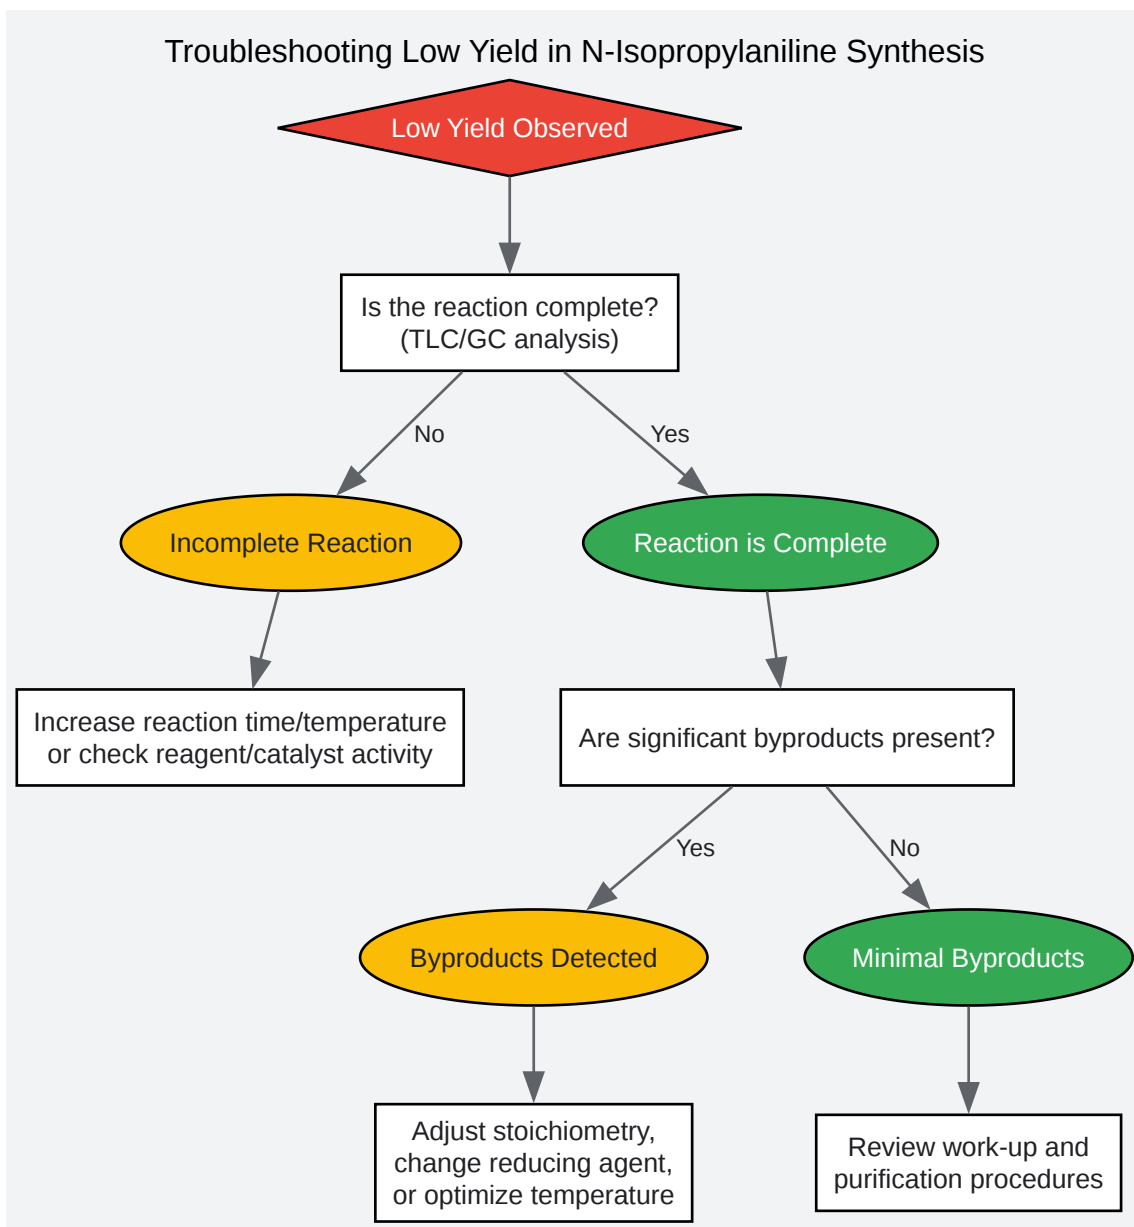 Troubleshooting Low Yield in N-Isopropylaniline Synthesis
Low Yield Observed
Is the reaction complete?
(TLC/GC analysis)
No
Yes
Incomplete Reaction
Reaction is Complete
Increase reaction time/temperature
or check reagent/catalyst activity
Are significant byproducts present?
Yes
No
Byproducts Detected
Minimal Byproducts
Adjust stoichiometry,
change reducing agent,
or optimize temperature
Review work-up and
purification procedures